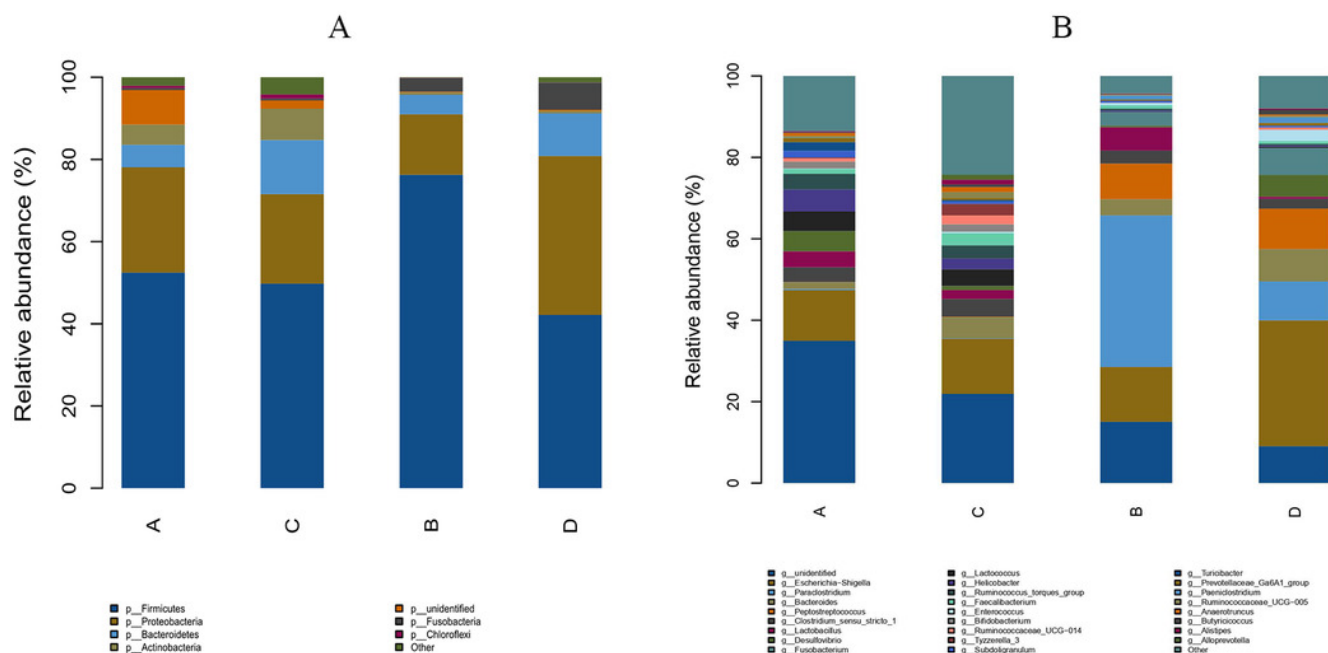 A
Relative abundance (%)
0
20
40
60
80
100
A
C
B
D
p__Firmicutes
p__Proteobacteria
p__Bacteroidetes
p__Actinobacteria
p__unidentified
p__Fusobacteria
p__Chloroflexi
Other
B
Relative abundance (%)
0
20
40
60
80
100
A
C
B
D
g__unidentified
g__Escherichia-Shigella
g__Paraclostridium
g__Bacteroides
g__Peptostreptococcus
g__Clostridium_sensu_stricto_1
g__Lactobacillus
g__Desulfovibrio
g__Fusobacterium
g__Lactococcus
g__Helicobacter
g__Ruminococcus_torques_group
g__Faecalibacterium
g__Enterococcus
g__Bifidobacterium
g__Ruminococcaceae_UCG-014
g__Tyzzerella_3
g__Subdoligranulum
g__Turiobacter
g__Prevotellaceae_Ga6A1_group
g__Paeniclostridium
g__Ruminococcaceae_UCG-005
g__Anaerotruncus
g__Butyricicoccus
g__Alistipes
g__Alloprevotella
Other